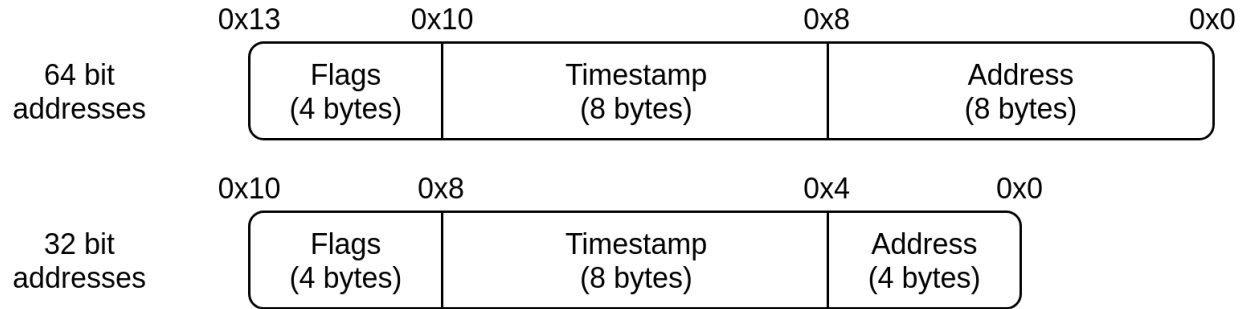 0x13 0x10 0x8 0x0
64 bit
addresses
Flags
(4 bytes)
Timestamp
(8 bytes)
Address
(8 bytes)
0x10 0x8 0x4 0x0
32 bit
addresses
Flags
(4 bytes)
Timestamp
(8 bytes)
Address
(4 bytes)